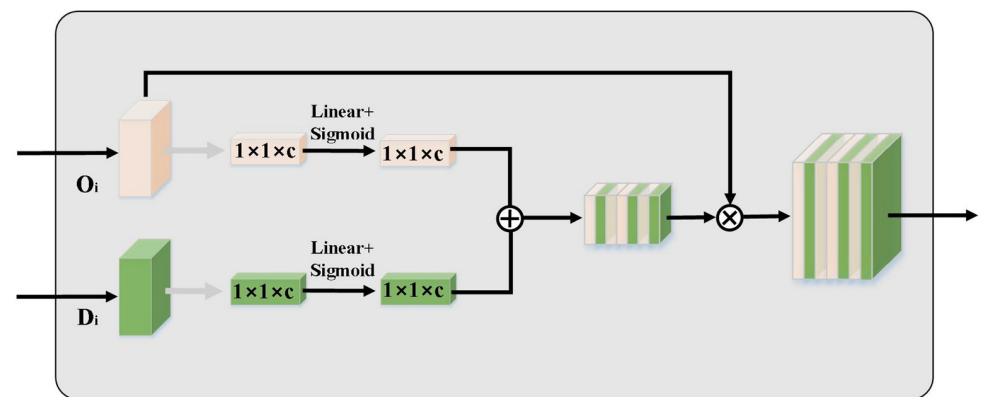 Linear+
Sigmoid
1×1×c
1×1×c
Oi
Linear+
Sigmoid
1×1×c
1×1×c
Di